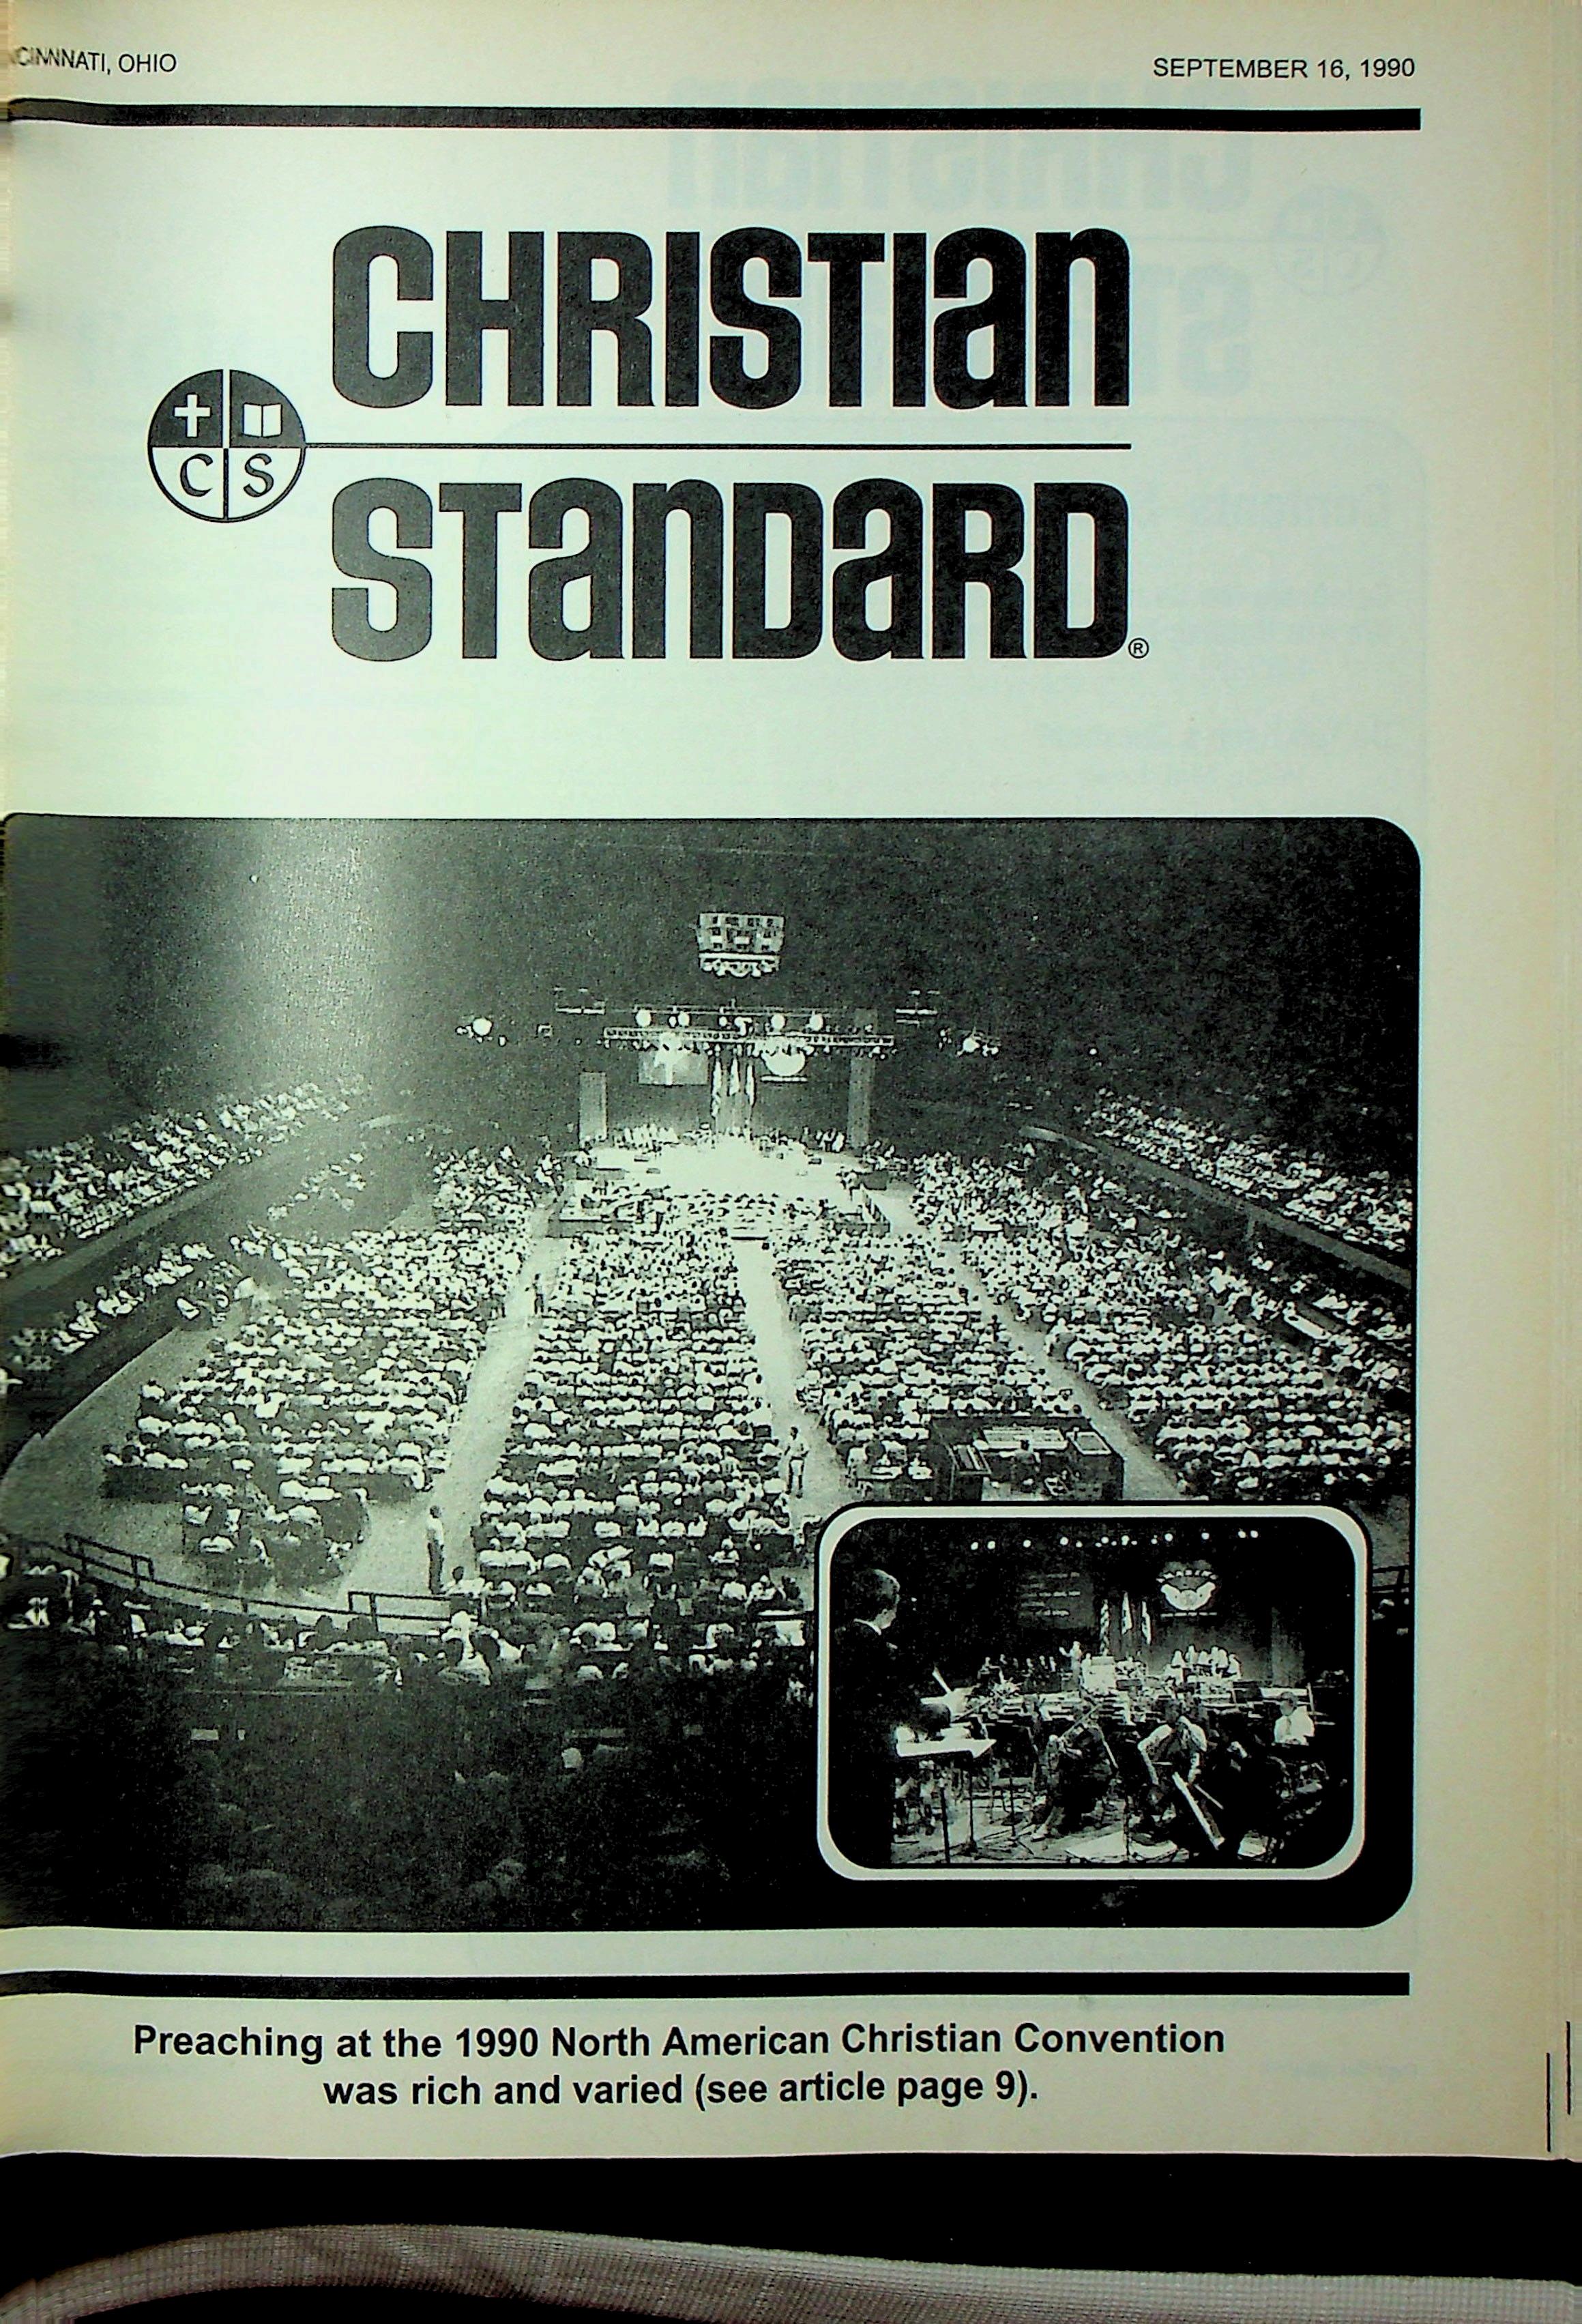 CINNNATI, OHIO
SEPTEMBER 16, 1990
CHRISTIAN
C S
STANDARD®
Preaching at the 1990 North American Christian Convention
was rich and varied (see article page 9).